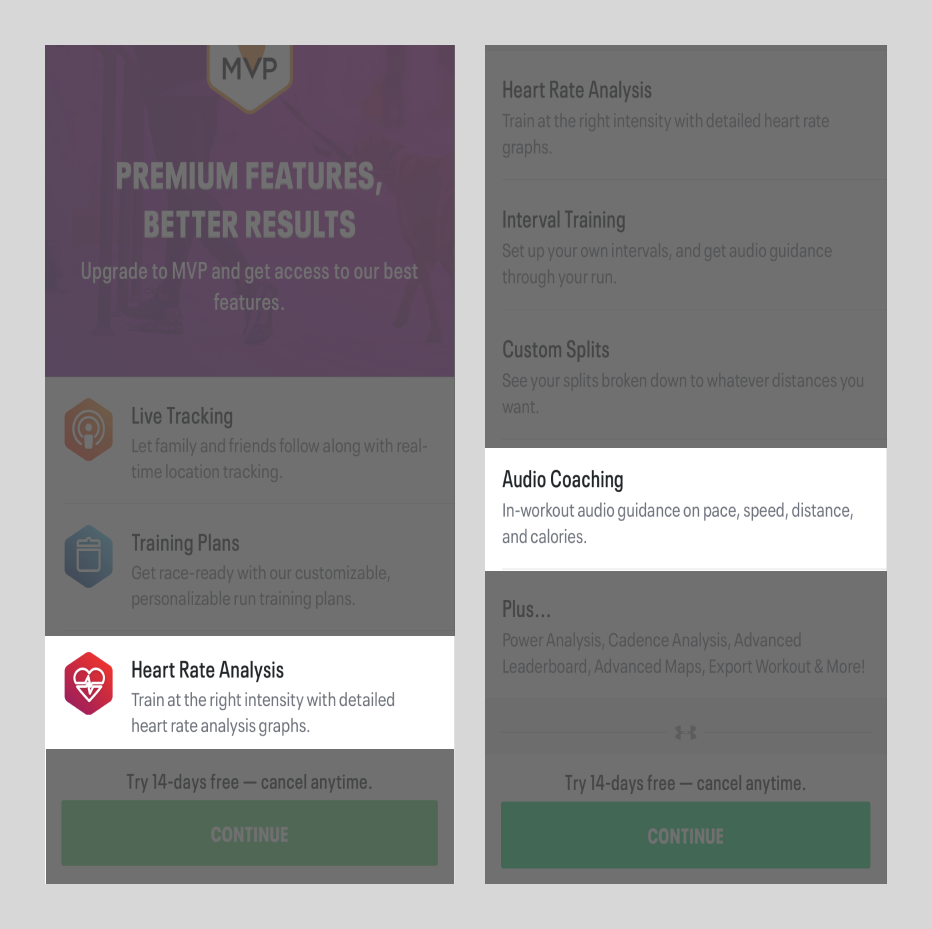 MVP
PREMIUM FEATURES,
BETTER RESULTS
Upgrade to MVP and get access to our best
features.
Live Tracking
Let family and friends follow along with real-
time location tracking.
Training Plans
Get race-ready with our customizable,
personalizable run training plans.
Heart Rate Analysis
Train at the right intensity with detailed
heart rate analysis graphs.
Try 14-days free — cancel anytime.
CONTINUE
Heart Rate Analysis
Train at the right intensity with detailed heart rate
graphs.
Interval Training
Set up your own intervals, and get audio guidance
through your run.
Custom Splits
See your splits broken down to whatever distances you
want.
Audio Coaching
In-workout audio guidance on pace, speed, distance,
and calories.
Plus...
Power Analysis, Cadence Analysis, Advanced
Leaderboard, Advanced Maps, Export Workout & More!
Try 14-days free — cancel anytime.
CONTINUE